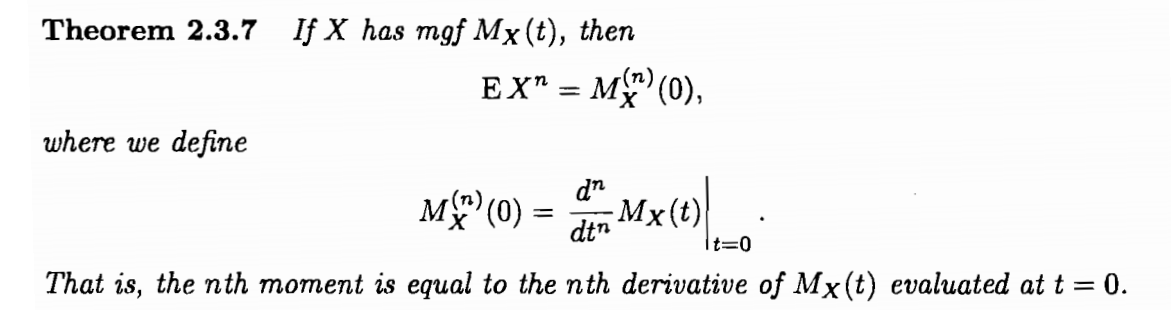 Theorem 2.3.7 If X has mgf M_X(t), then
E X^n = M_X^{(n)}(0),
where we define
M_X^{(n)}(0) = \frac{d^n}{dt^n} M_X(t)|_{t=0}.
That is, the nth moment is equal to the nth derivative of M_X(t) evaluated at t = 0.